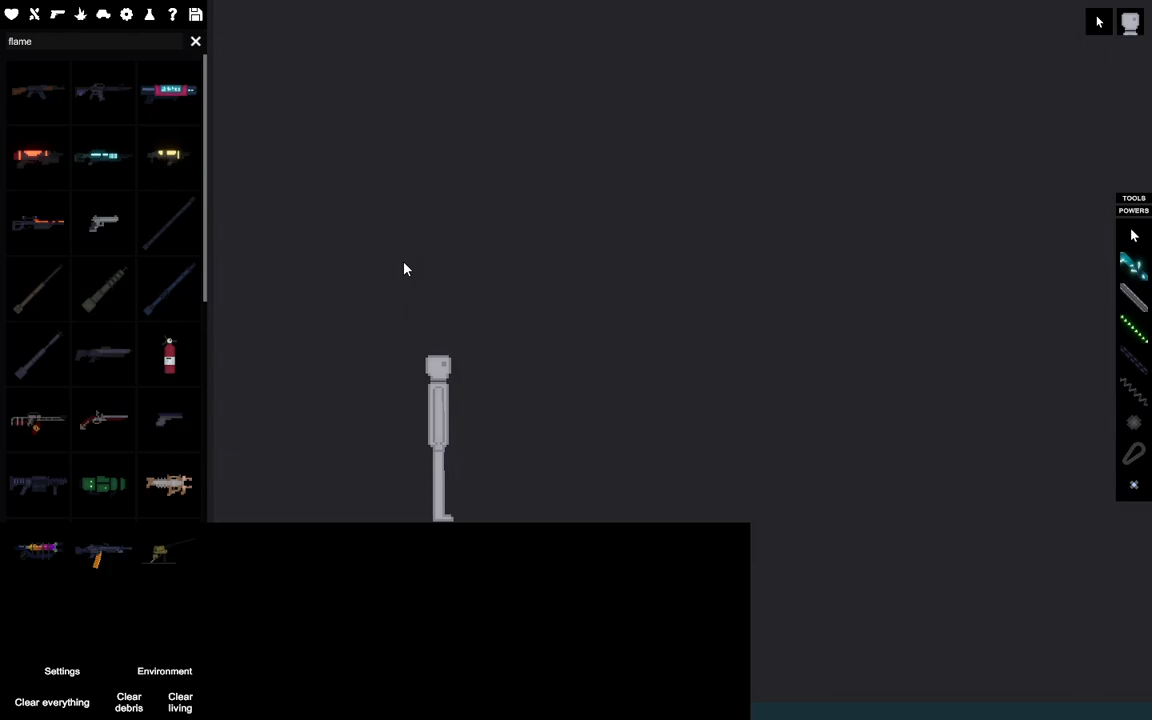 flame
TOOLS
POWERS
Settings
Environment
Clear everything
Clear
debris
Clear
living